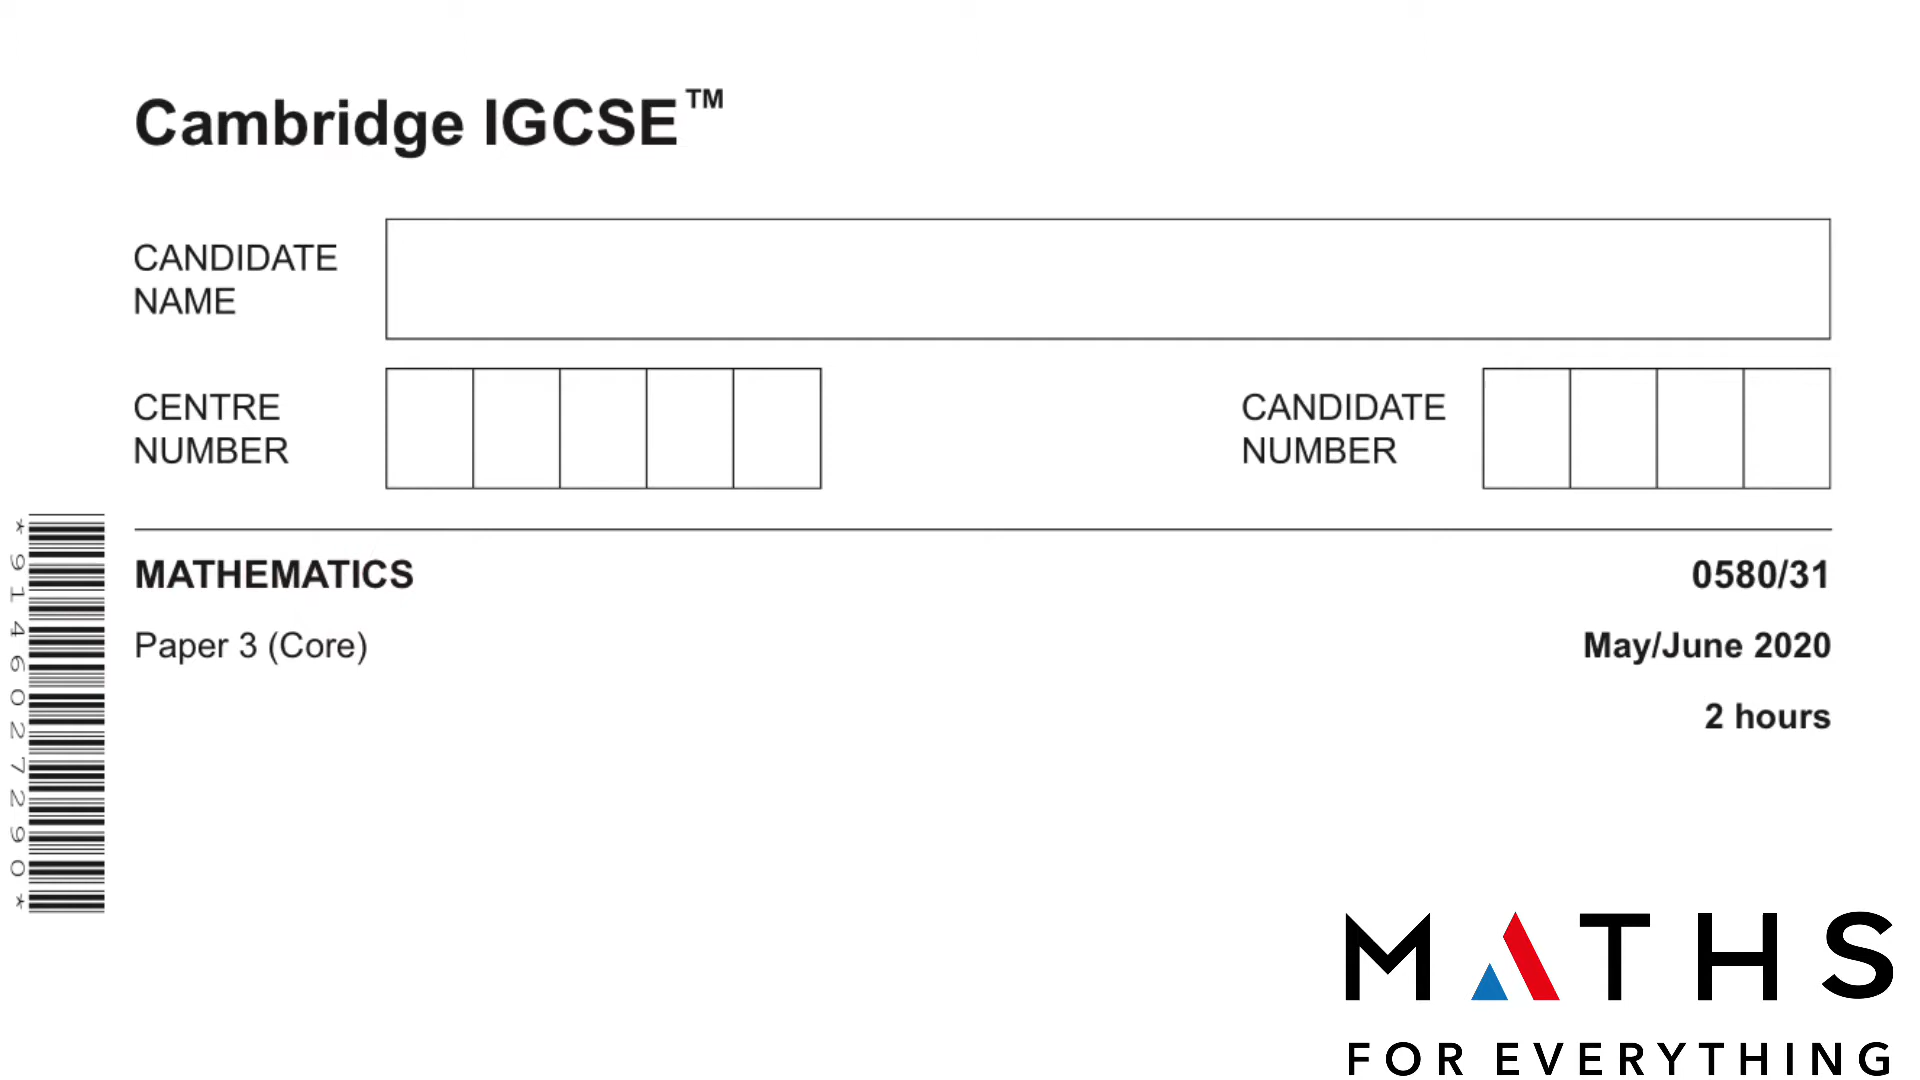 Cambridge IGCSE™
CANDIDATE
NAME
CENTRE
NUMBER
CANDIDATE
NUMBER
*9146027290*
MATHEMATICS
0580/31
Paper 3 (Core)
May/June 2020
2 hours
MATHS
FOR EVERYTHING